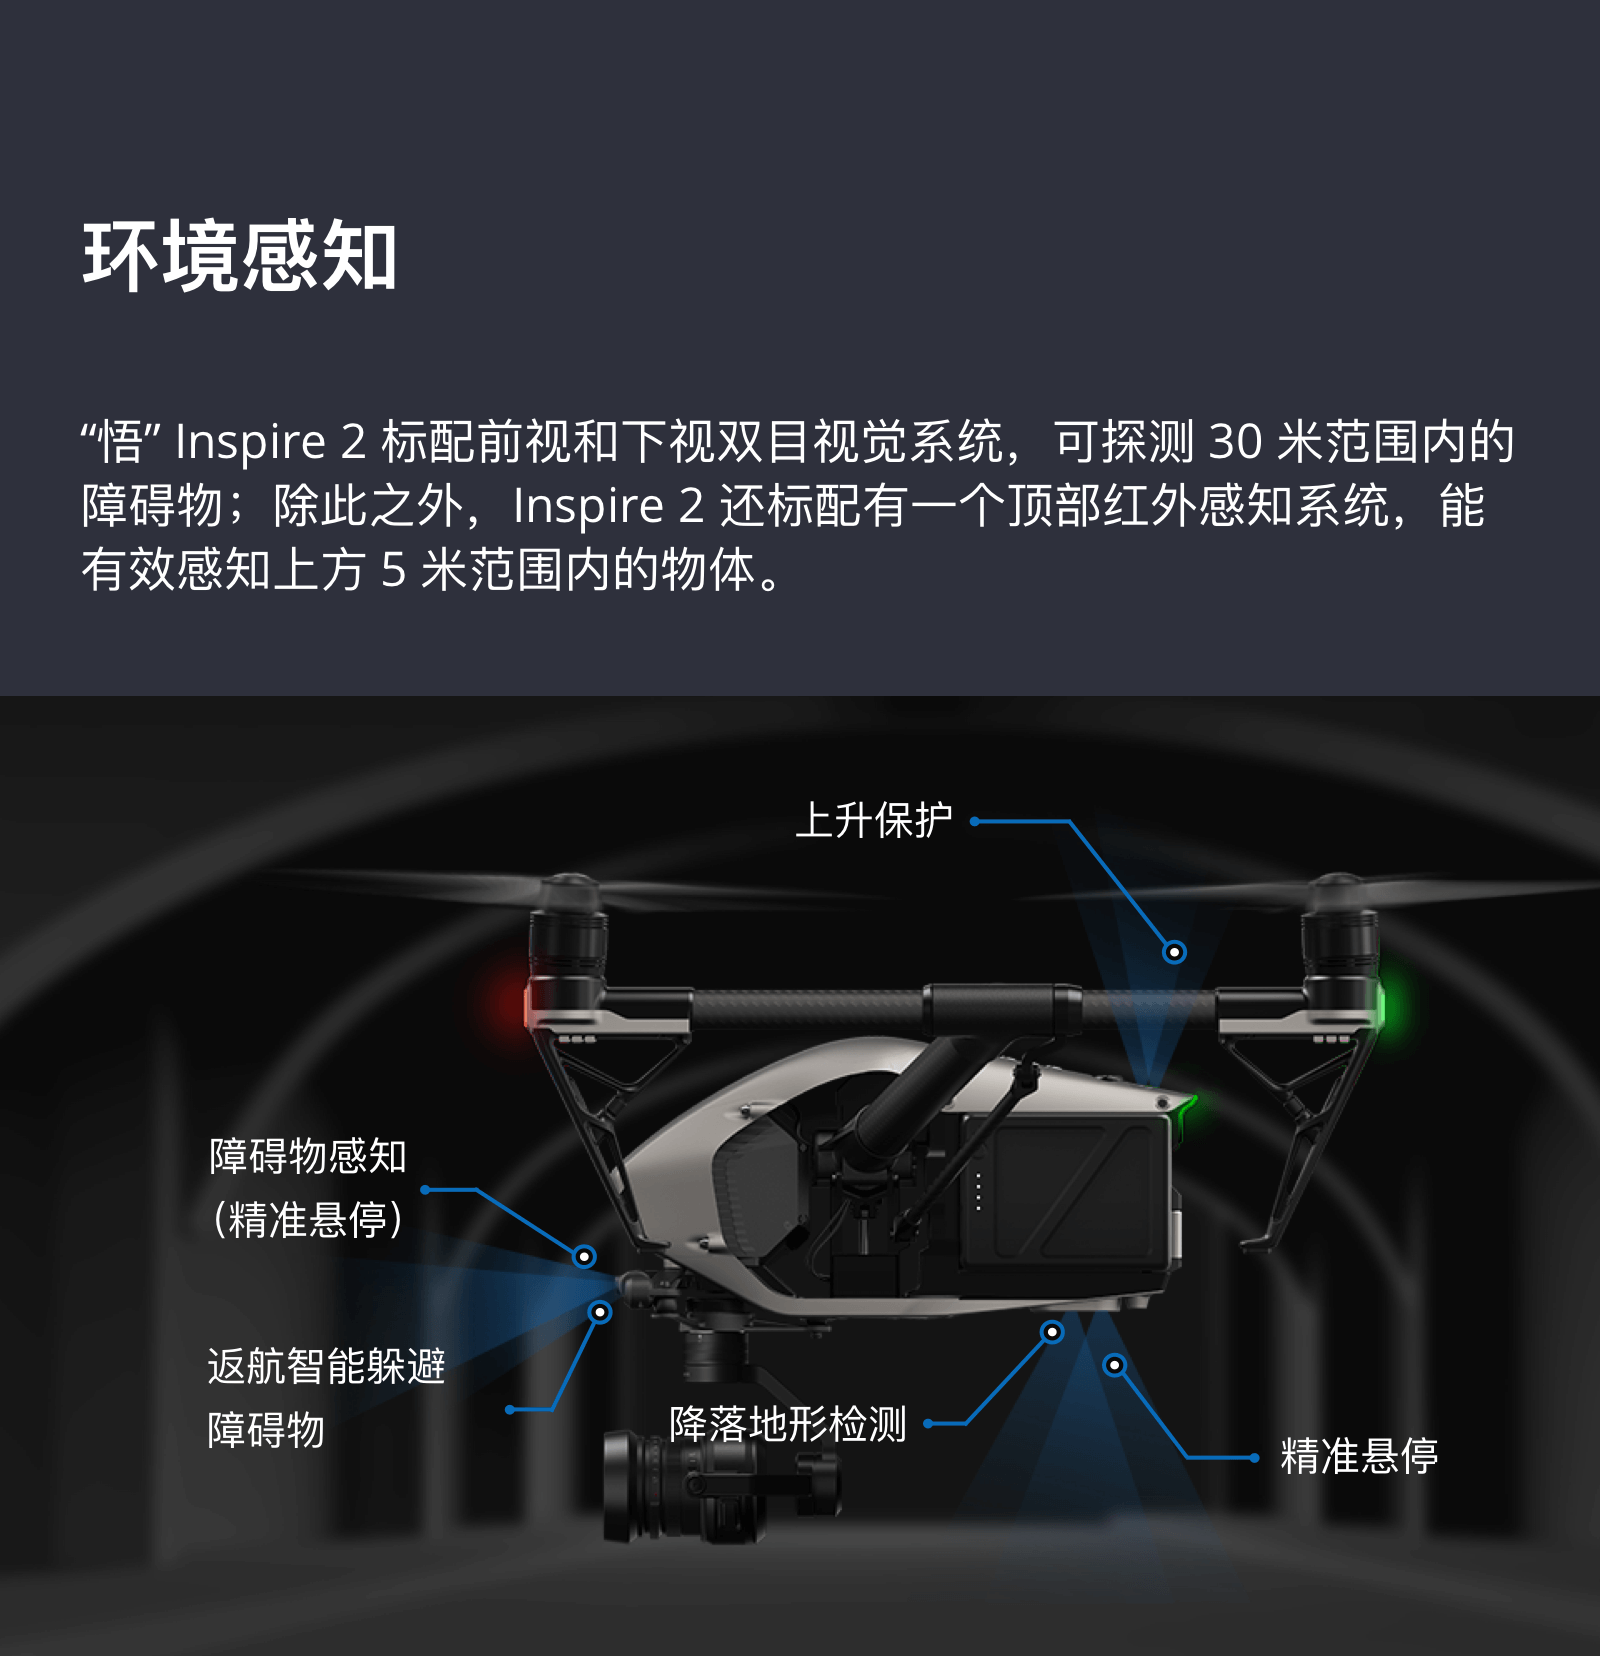 环境感知
“悟” Inspire 2 标配前视和下视双目视觉系统，可探测 30 米范围内的
障碍物；除此之外，Inspire 2 还标配有一个顶部红外感知系统，能
有效感知上方 5 米范围内的物体。
上升保护
障碍物感知
（精准悬停）
返航智能躲避
障碍物
降落地形检测
精准悬停